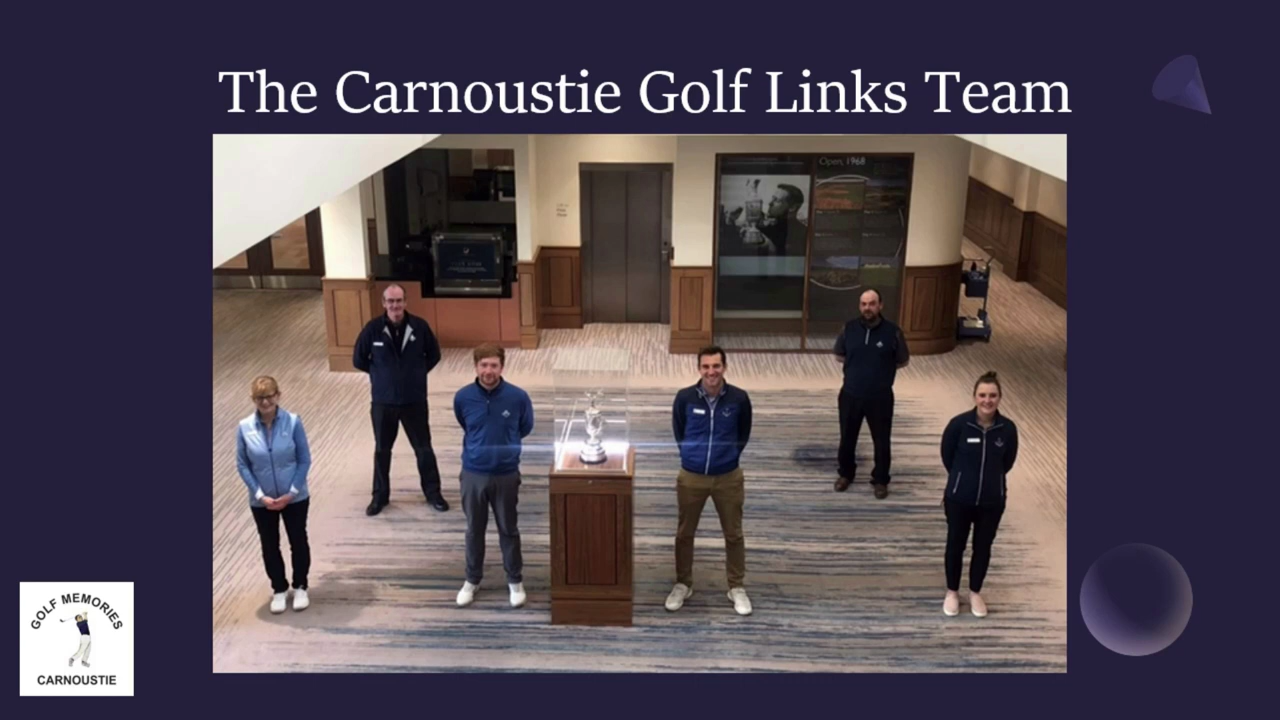 The Carnoustie Golf Links Team
Open, 1968
GOLF MEMORIES
CARNOUSTIE